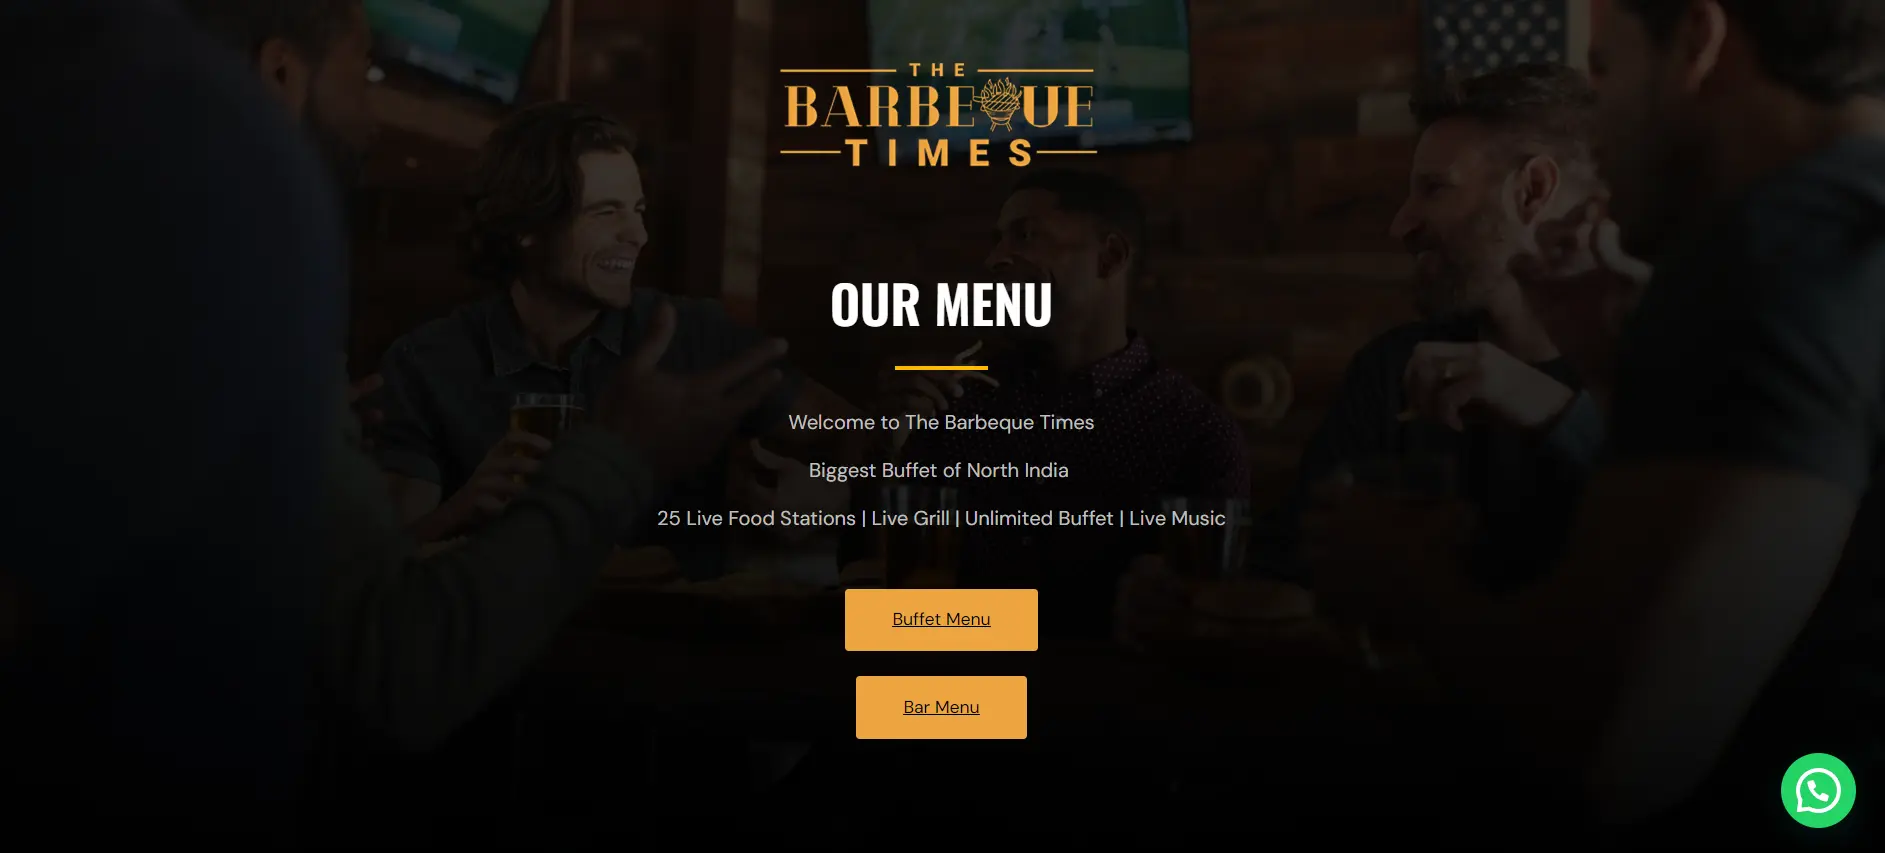 THE
BARBEQUE
TIMES
OUR MENU
Welcome to The Barbeque Times
Biggest Buffet of North India
25 Live Food Stations | Live Grill | Unlimited Buffet | Live Music
Buffet Menu
Bar Menu